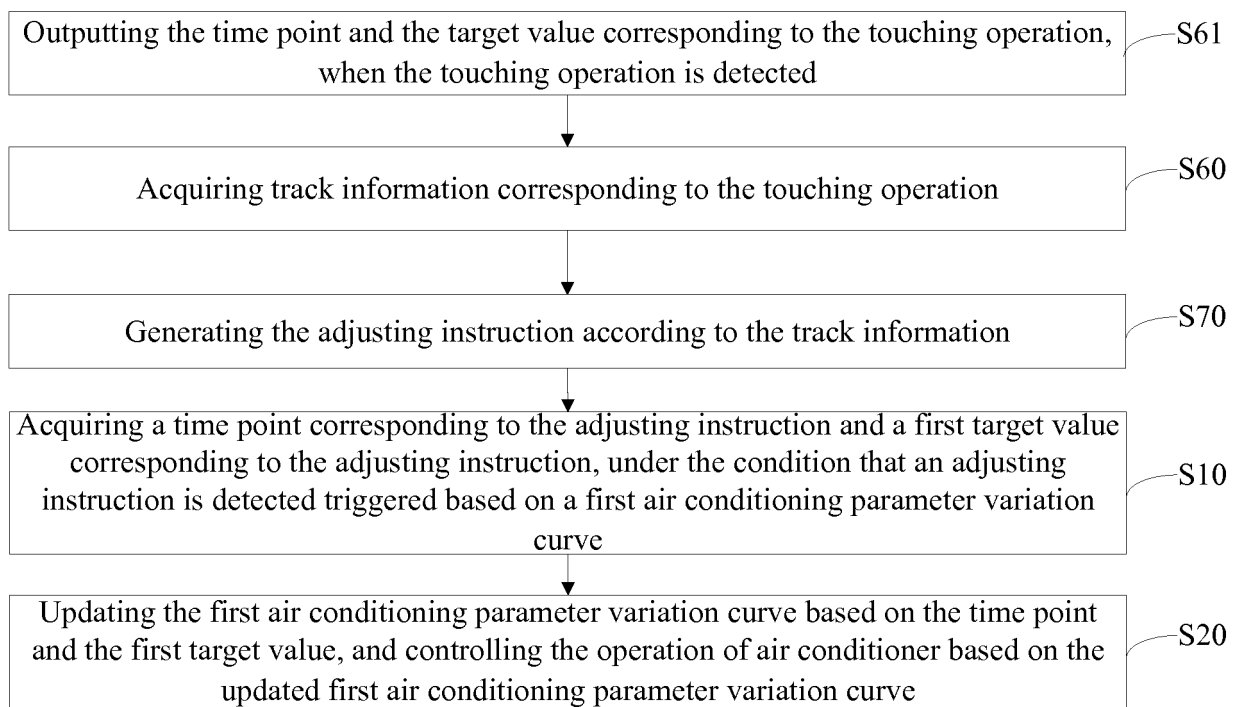 Outputting the time point and the target value corresponding to the touching operation,
when the touching operation is detected
S61
Acquiring track information corresponding to the touching operation
S60
Generating the adjusting instruction according to the track information
S70
Acquiring a time point corresponding to the adjusting instruction and a first target value
corresponding to the adjusting instruction, under the condition that an adjusting
instruction is detected triggered based on a first air conditioning parameter variation
curve
S10
Updating the first air conditioning parameter variation curve based on the time point
and the first target value, and controlling the operation of air conditioner based on the
updated first air conditioning parameter variation curve
S20